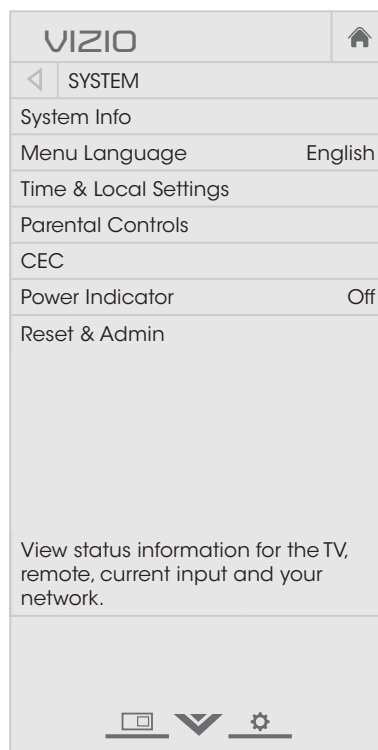 VIZIO
SYSTEM
System Info
Menu Language English
Time & Local Settings
Parental Controls
CEC
Power Indicator Off
Reset & Admin
View status information for the TV,
remote, current input and your
network.